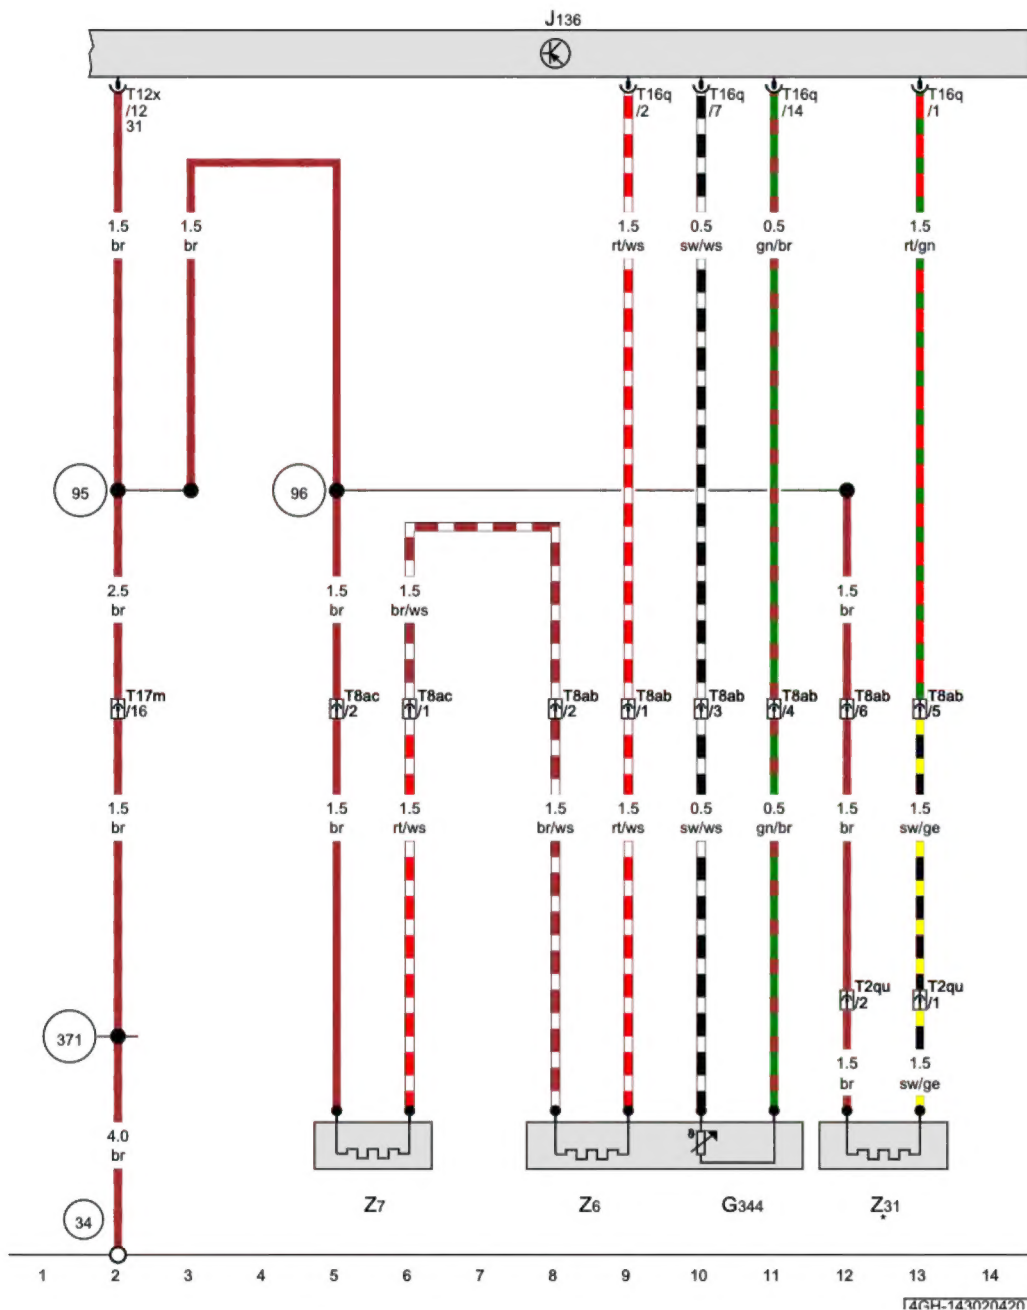 J136
T12x
/12
31
T16q
/2
T16q
/7
T16q
/14
T16q
/1
1.5
br
1.5
br
1.5
rt/ws
0.5
sw/ws
0.5
gn/br
1.5
rt/gn
95
96
2.5
br
1.5
br
1.5
br/ws
1.5
br
T17m
/16
T8ac
/2
T8ac
/1
T8ab
/2
T8ab
/1
T8ab
/3
T8ab
/4
T8ab
/6
T8ab
/5
1.5
br
1.5
br
1.5
rt/ws
1.5
br/ws
1.5
rt/ws
0.5
sw/ws
0.5
gn/br
1.5
br
1.5
sw/ge
T2qu
/2
T2qu
/1
371
1.5
br
1.5
sw/ge
4.0
br
ϑ
Z7
Z6
G344
Z31
*
34
1 2 3 4 5 6 7 8 9 10 11 12 13 14
4GH-143020420